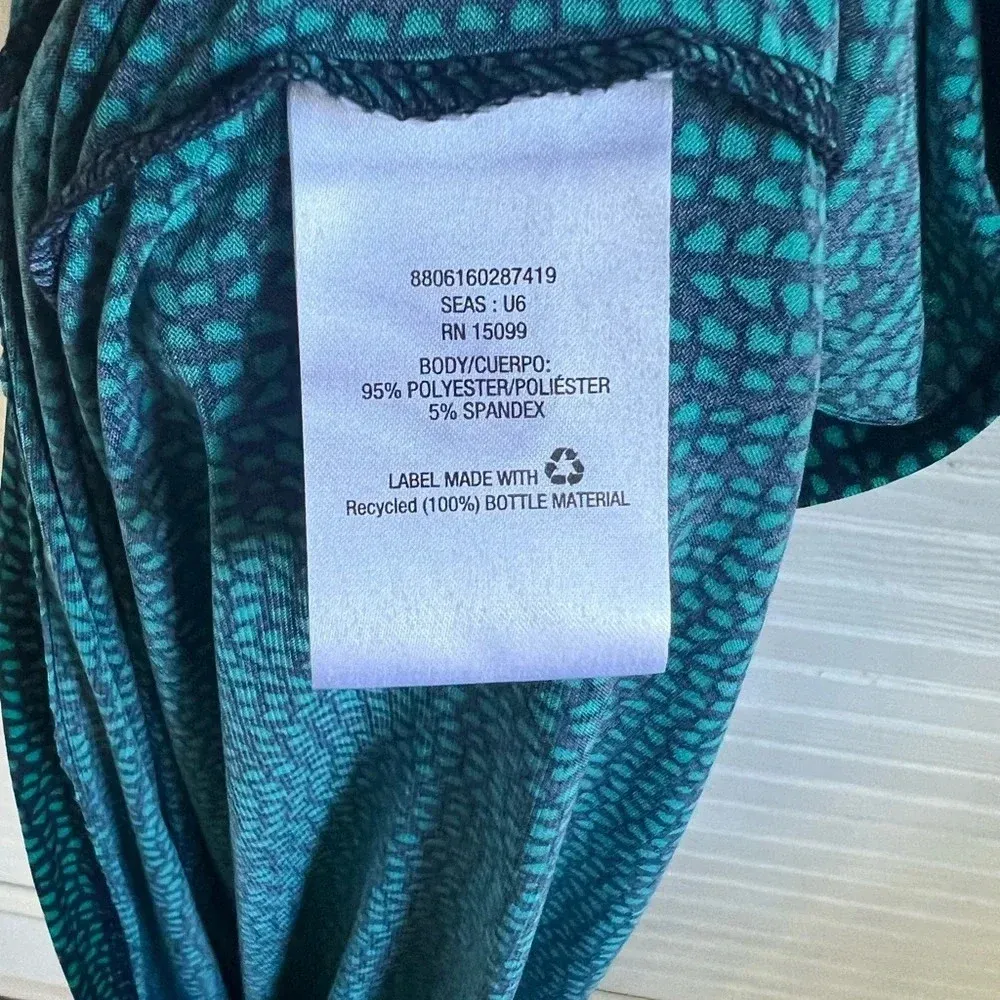 8806160287419
SEAS : U6
RN 15099
BODY/CUERPO:
95% POLYESTER/POLIÉSTER
5% SPANDEX
LABEL MADE WITH
Recycled (100%) BOTTLE MATERIAL